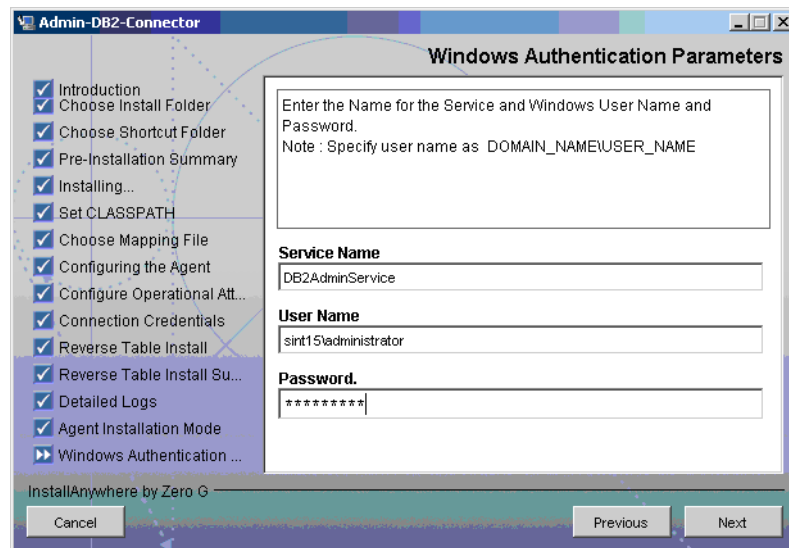 Admin-DB2-Connector
Windows Authentication Parameters
Introduction
Choose Install Folder
Choose Shortcut Folder
Pre-Installation Summary
Installing...
Set CLASSPATH
Choose Mapping File
Configuring the Agent
Configure Operational Att...
Connection Credentials
Reverse Table Install
Reverse Table Install Su...
Detailed Logs
Agent Installation Mode
Windows Authentication ...
Enter the Name for the Service and Windows User Name and
Password.
Note : Specify user name as DOMAIN_NAME\USER_NAME
Service Name
DB2AdminService
User Name
sint15\administrator
Password.
*********
InstallAnywhere by Zero G
Cancel
Previous
Next